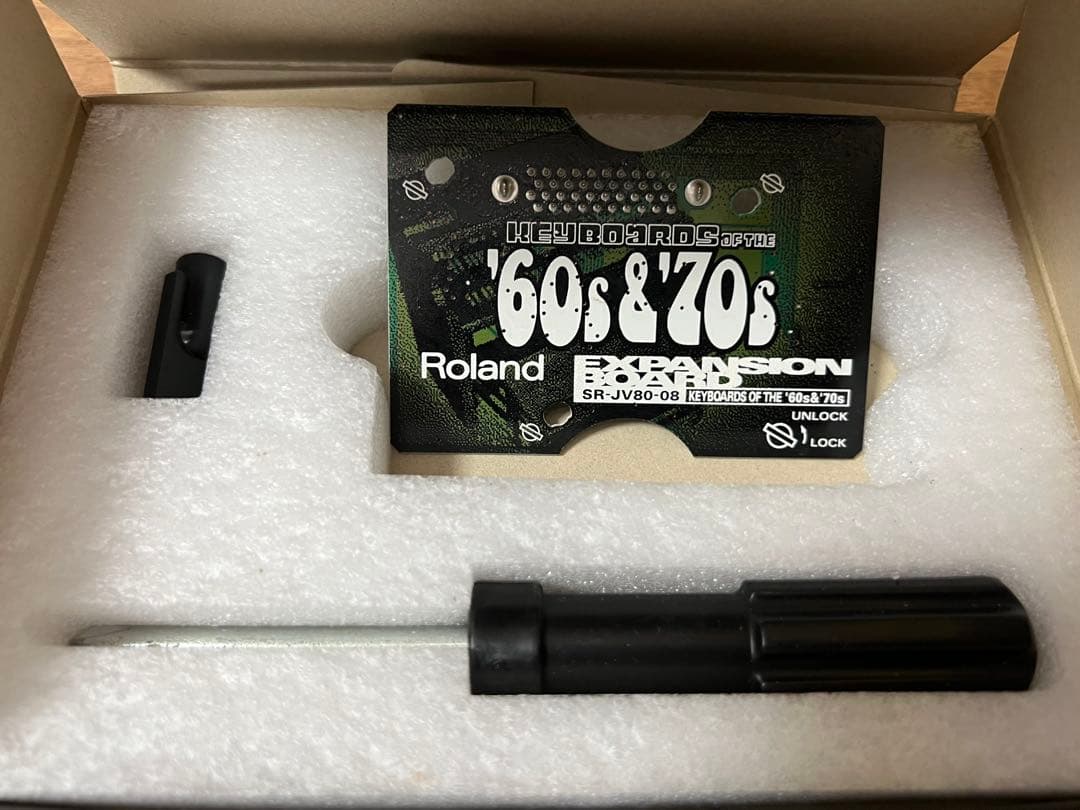 KEYBOARDS OF THE
'60s & '70s
Roland
EXPANSION
BOARD
SR-JV80-08 KEYBOARDS OF THE '60s&'70s
UNLOCK
LOCK